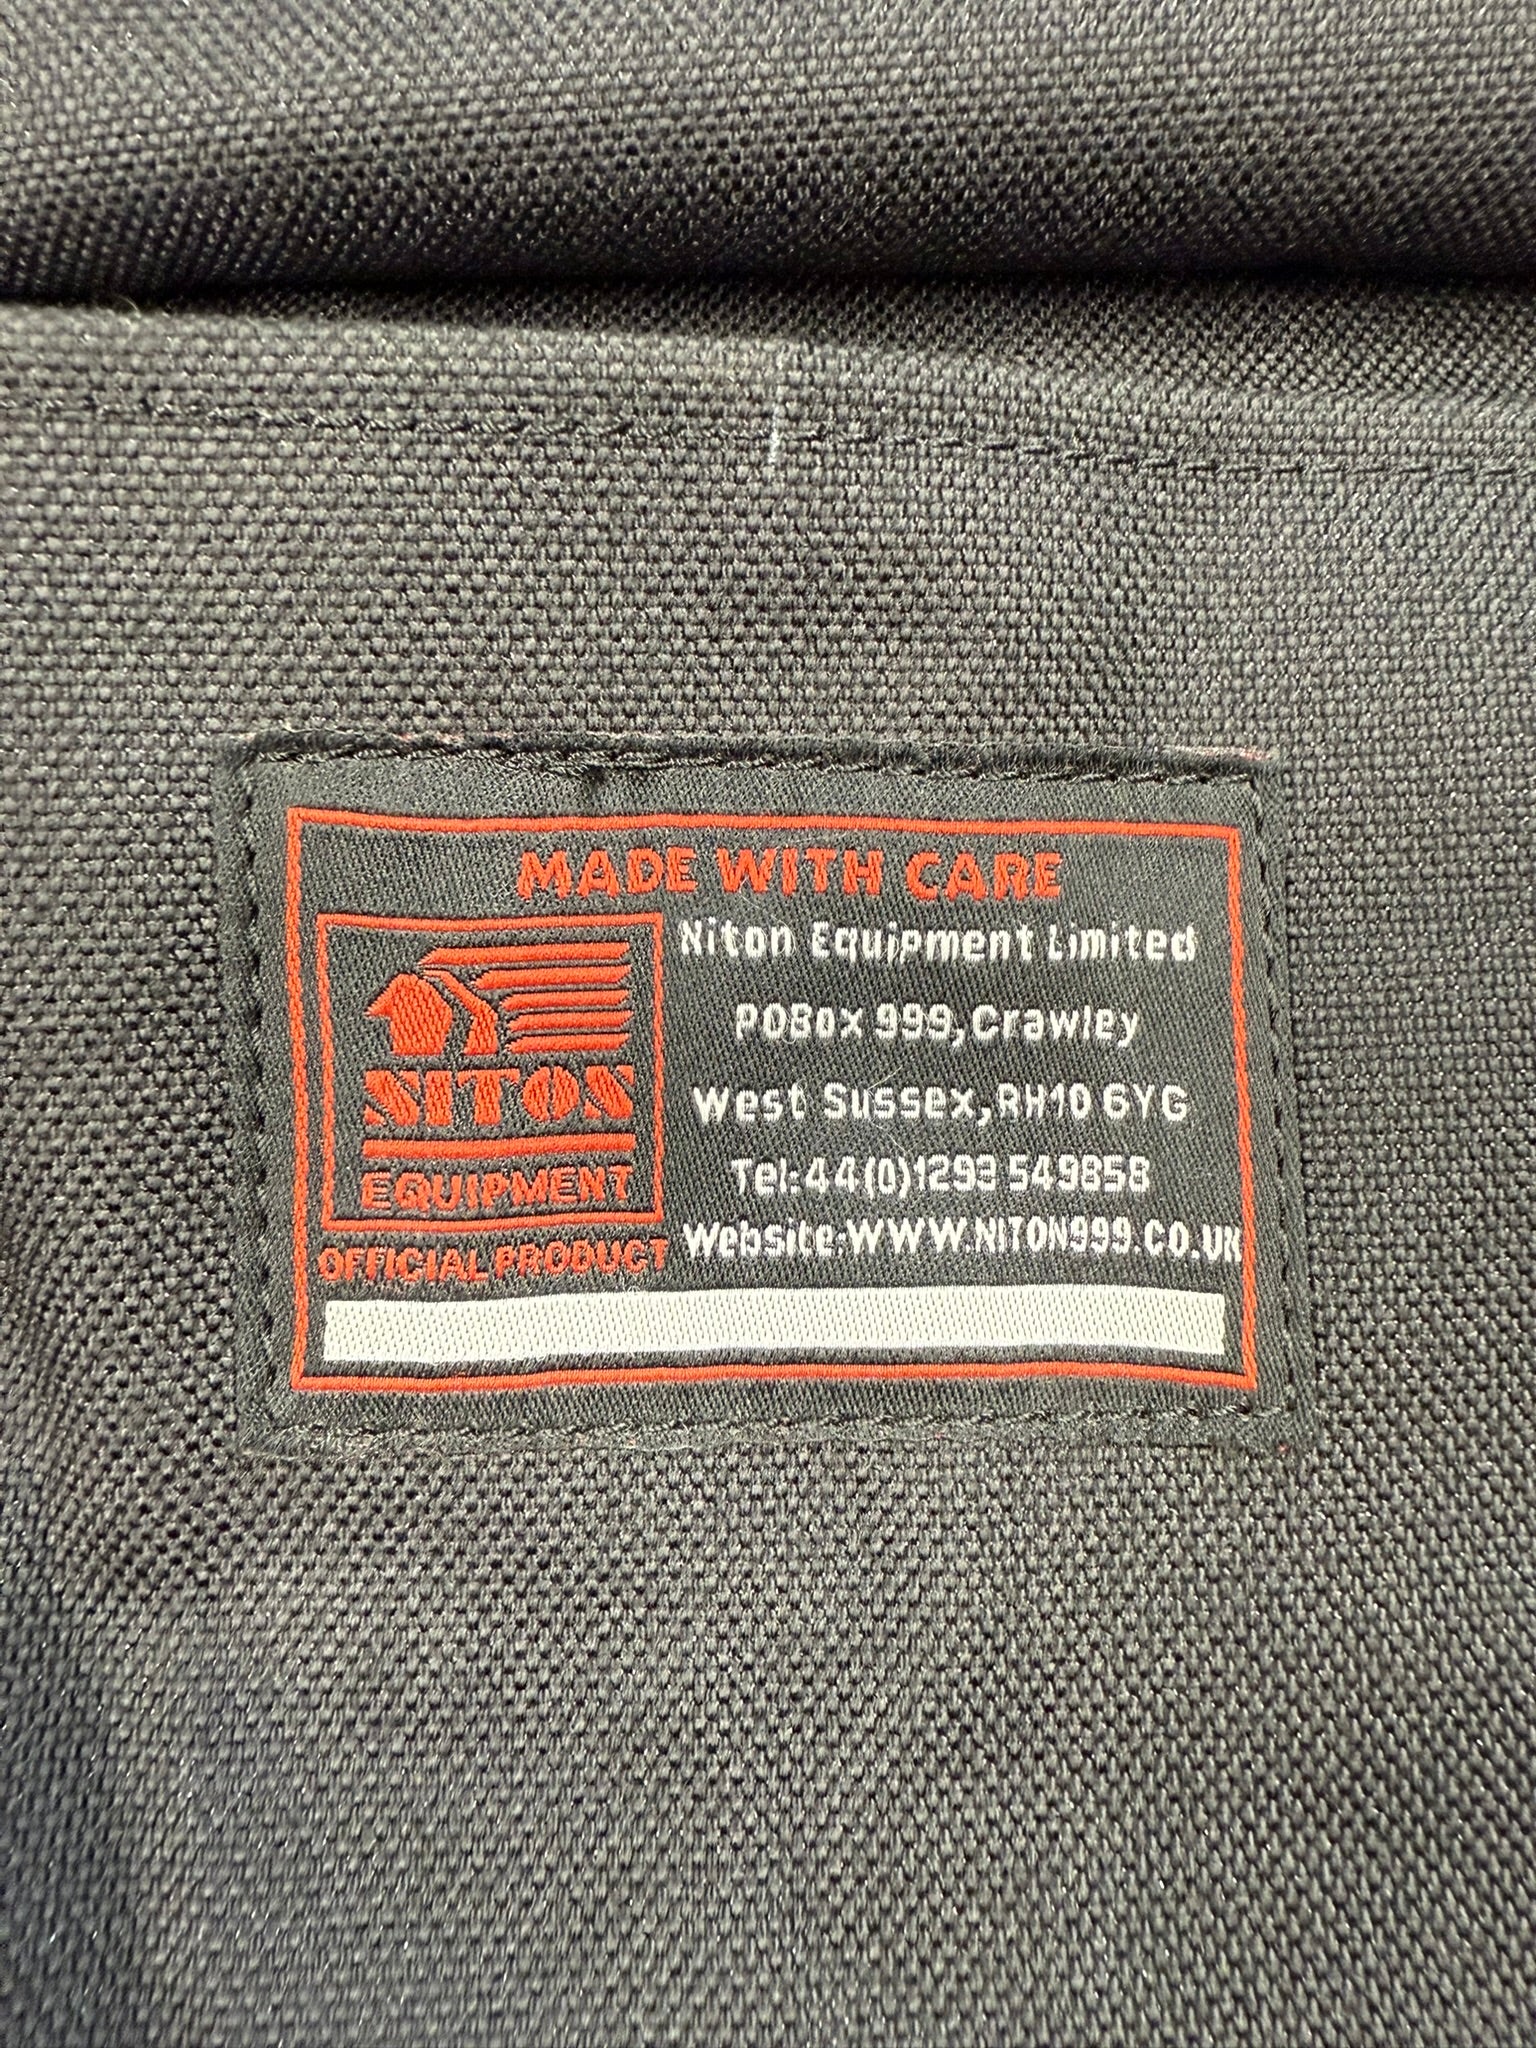 MADE WITH CARE
NITON
EQUIPMENT
OFFICIAL PRODUCT
Niton Equipment Limited
POBox 999,Crawley
West Sussex,RH10 6YG
Tel:44(0)1293 549858
Website:WWW.NITON999.CO.UK